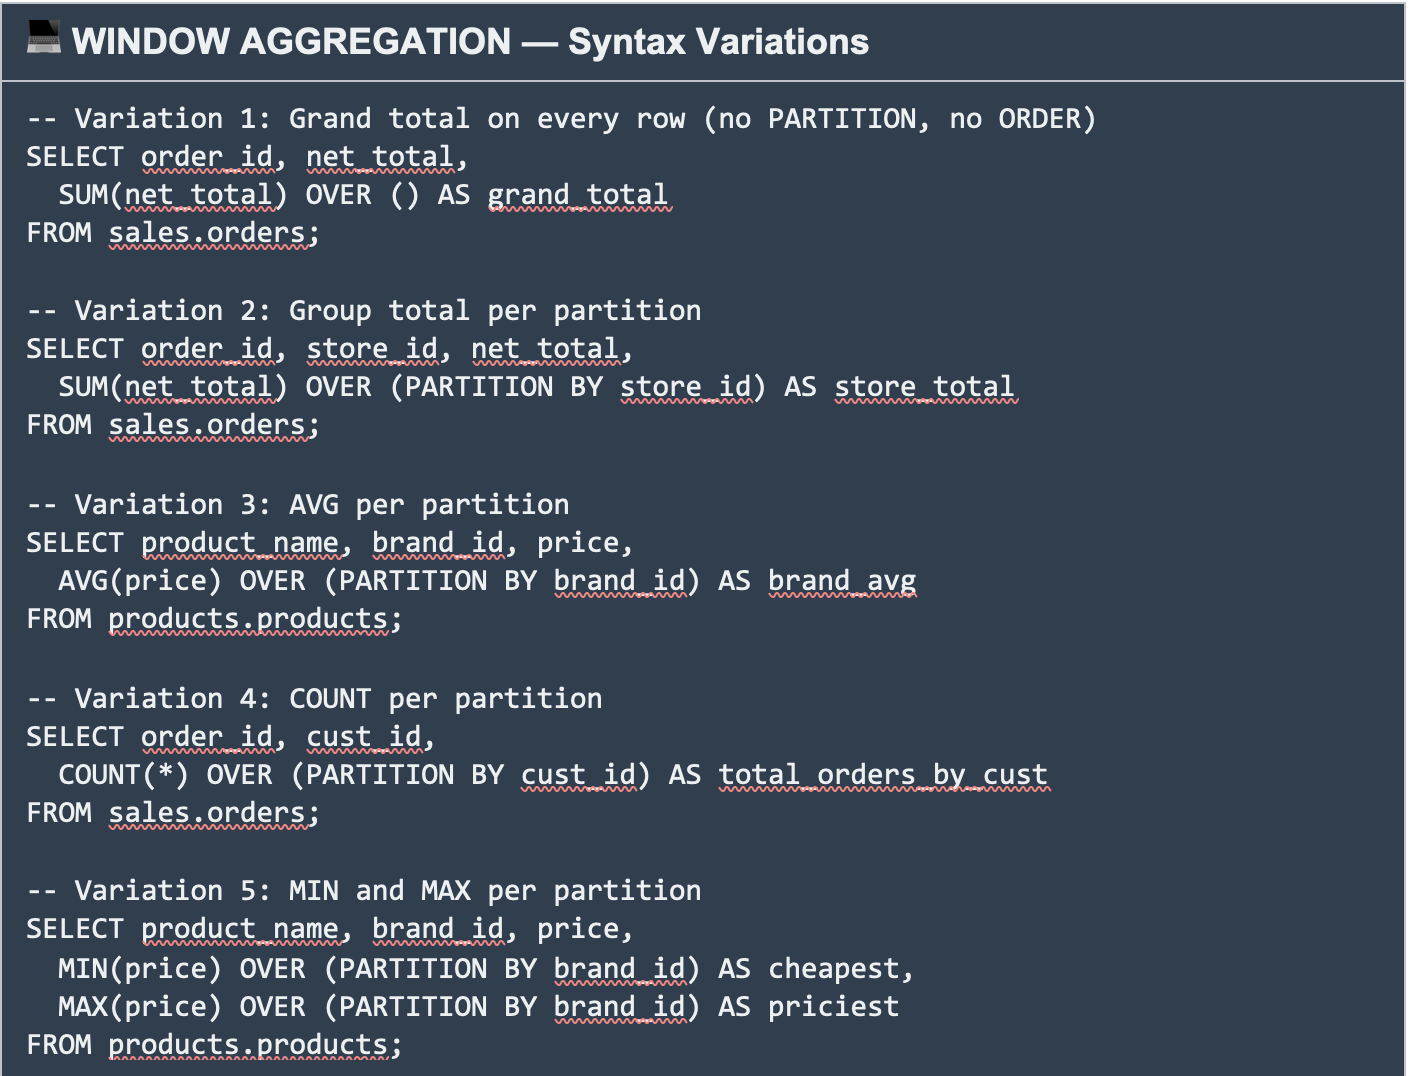 WINDOW AGGREGATION — Syntax Variations
-- Variation 1: Grand total on every row (no PARTITION, no ORDER)
SELECT order_id, net_total,
  SUM(net_total) OVER () AS grand_total
FROM sales.orders;
-- Variation 2: Group total per partition
SELECT order_id, store_id, net_total,
  SUM(net_total) OVER (PARTITION BY store_id) AS store_total
FROM sales.orders;
-- Variation 3: AVG per partition
SELECT product_name, brand_id, price,
  AVG(price) OVER (PARTITION BY brand_id) AS brand_avg
FROM products.products;
-- Variation 4: COUNT per partition
SELECT order_id, cust_id,
  COUNT(*) OVER (PARTITION BY cust_id) AS total_orders_by_cust
FROM sales.orders;
-- Variation 5: MIN and MAX per partition
SELECT product_name, brand_id, price,
  MIN(price) OVER (PARTITION BY brand_id) AS cheapest,
  MAX(price) OVER (PARTITION BY brand_id) AS priciest
FROM products.products;